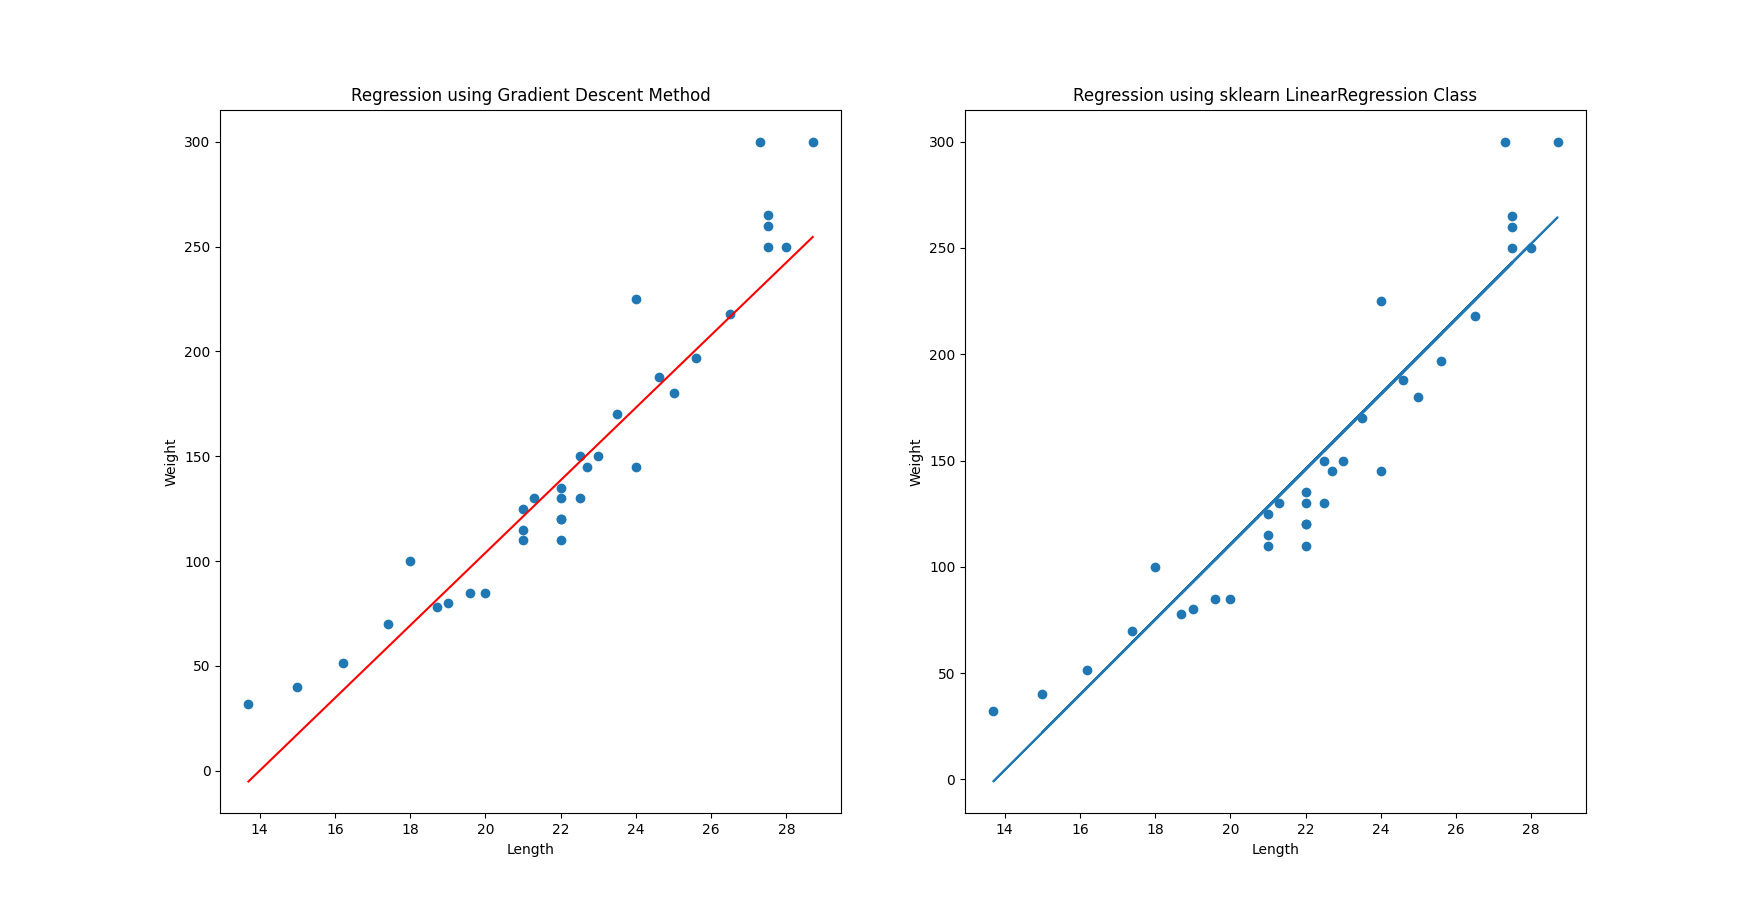 Regression using Gradient Descent Method
300
250
200
150
100
50
0
Weight
14 16 18 20 22 24 26 28
Length
Regression using sklearn LinearRegression Class
300
250
200
150
100
50
0
Weight
14 16 18 20 22 24 26 28
Length